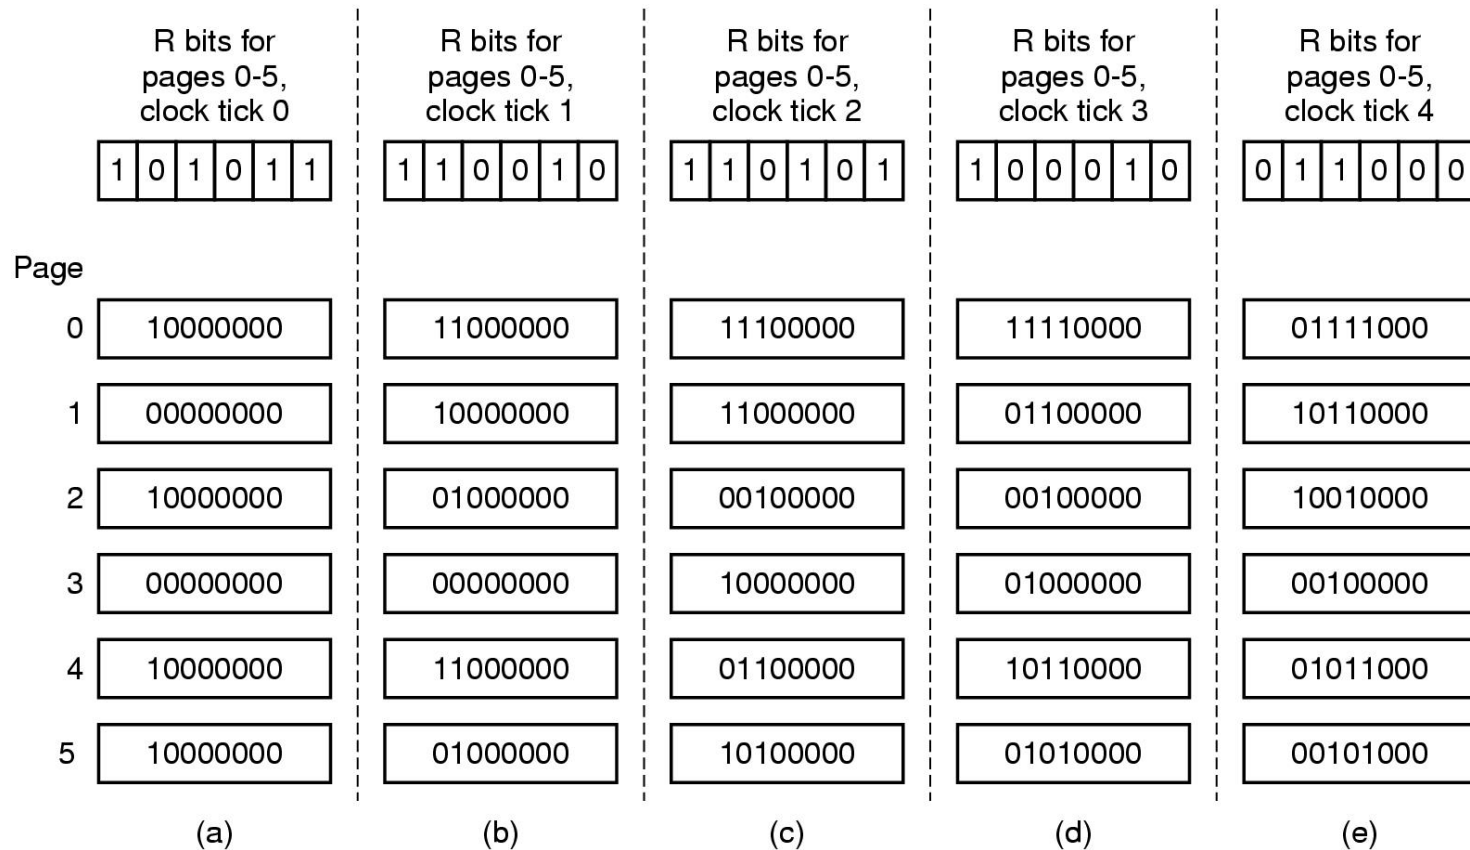 R bits for
pages 0-5,
clock tick 0
R bits for
pages 0-5,
clock tick 1
R bits for
pages 0-5,
clock tick 2
R bits for
pages 0-5,
clock tick 3
R bits for
pages 0-5,
clock tick 4
1 0 1 0 1 1
1 1 0 0 1 0
1 1 0 1 0 1
1 0 0 0 1 0
0 1 1 0 0 0
Page
0 10000000 11000000 11100000 11110000 01111000
1 00000000 10000000 11000000 01100000 10110000
2 10000000 01000000 00100000 00100000 10010000
3 00000000 00000000 10000000 01000000 00100000
4 10000000 11000000 01100000 10110000 01011000
5 10000000 01000000 10100000 01010000 00101000
(a) (b) (c) (d) (e)